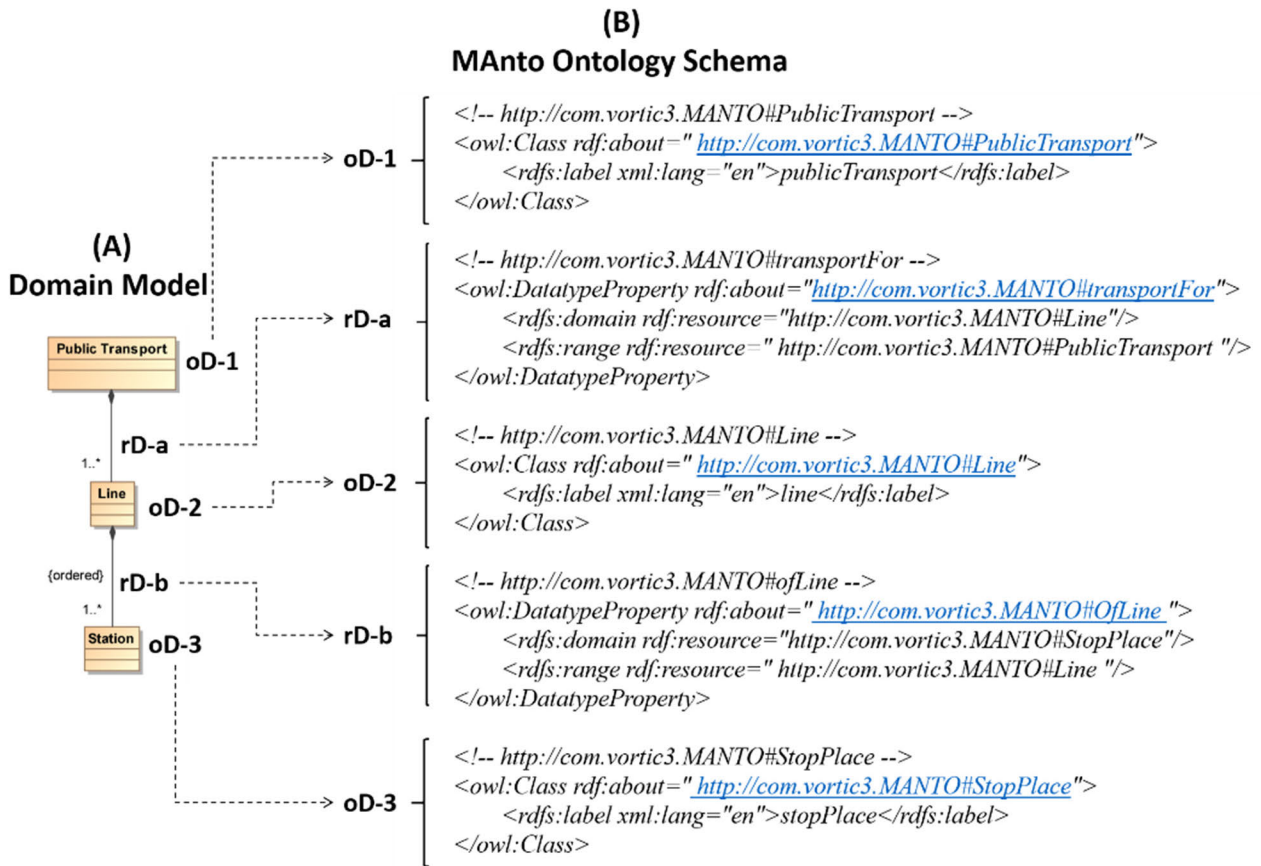 (B)
MAnto Ontology Schema
<!-- http://com.vortic3.MANTO#PublicTransport -->
<owl:Class rdf:about=" http://com.vortic3.MANTO#PublicTransport">
<rdfs:label xml:lang="en">publicTransport</rdfs:label>
</owl:Class>
oD-1
(A)
Domain Model
Public Transport
oD-1
rD-a
1..*
Line
oD-2
{ordered}
rD-b
1..*
Station
oD-3
rD-a
<!-- http://com.vortic3.MANTO#transportFor -->
<owl:DatatypeProperty rdf:about="http://com.vortic3.MANTO#transportFor">
<rdfs:domain rdf:resource="http://com.vortic3.MANTO#Line"/>
<rdfs:range rdf:resource=" http://com.vortic3.MANTO#PublicTransport "/>
</owl:DatatypeProperty>
oD-2
<!-- http://com.vortic3.MANTO#Line -->
<owl:Class rdf:about=" http://com.vortic3.MANTO#Line">
<rdfs:label xml:lang="en">line</rdfs:label>
</owl:Class>
rD-b
<!-- http://com.vortic3.MANTO#ofLine -->
<owl:DatatypeProperty rdf:about=" http://com.vortic3.MANTO#OfLine ">
<rdfs:domain rdf:resource="http://com.vortic3.MANTO#StopPlace"/>
<rdfs:range rdf:resource=" http://com.vortic3.MANTO#Line "/>
</owl:DatatypeProperty>
oD-3
<!-- http://com.vortic3.MANTO#StopPlace -->
<owl:Class rdf:about=" http://com.vortic3.MANTO#StopPlace">
<rdfs:label xml:lang="en">stopPlace</rdfs:label>
</owl:Class>